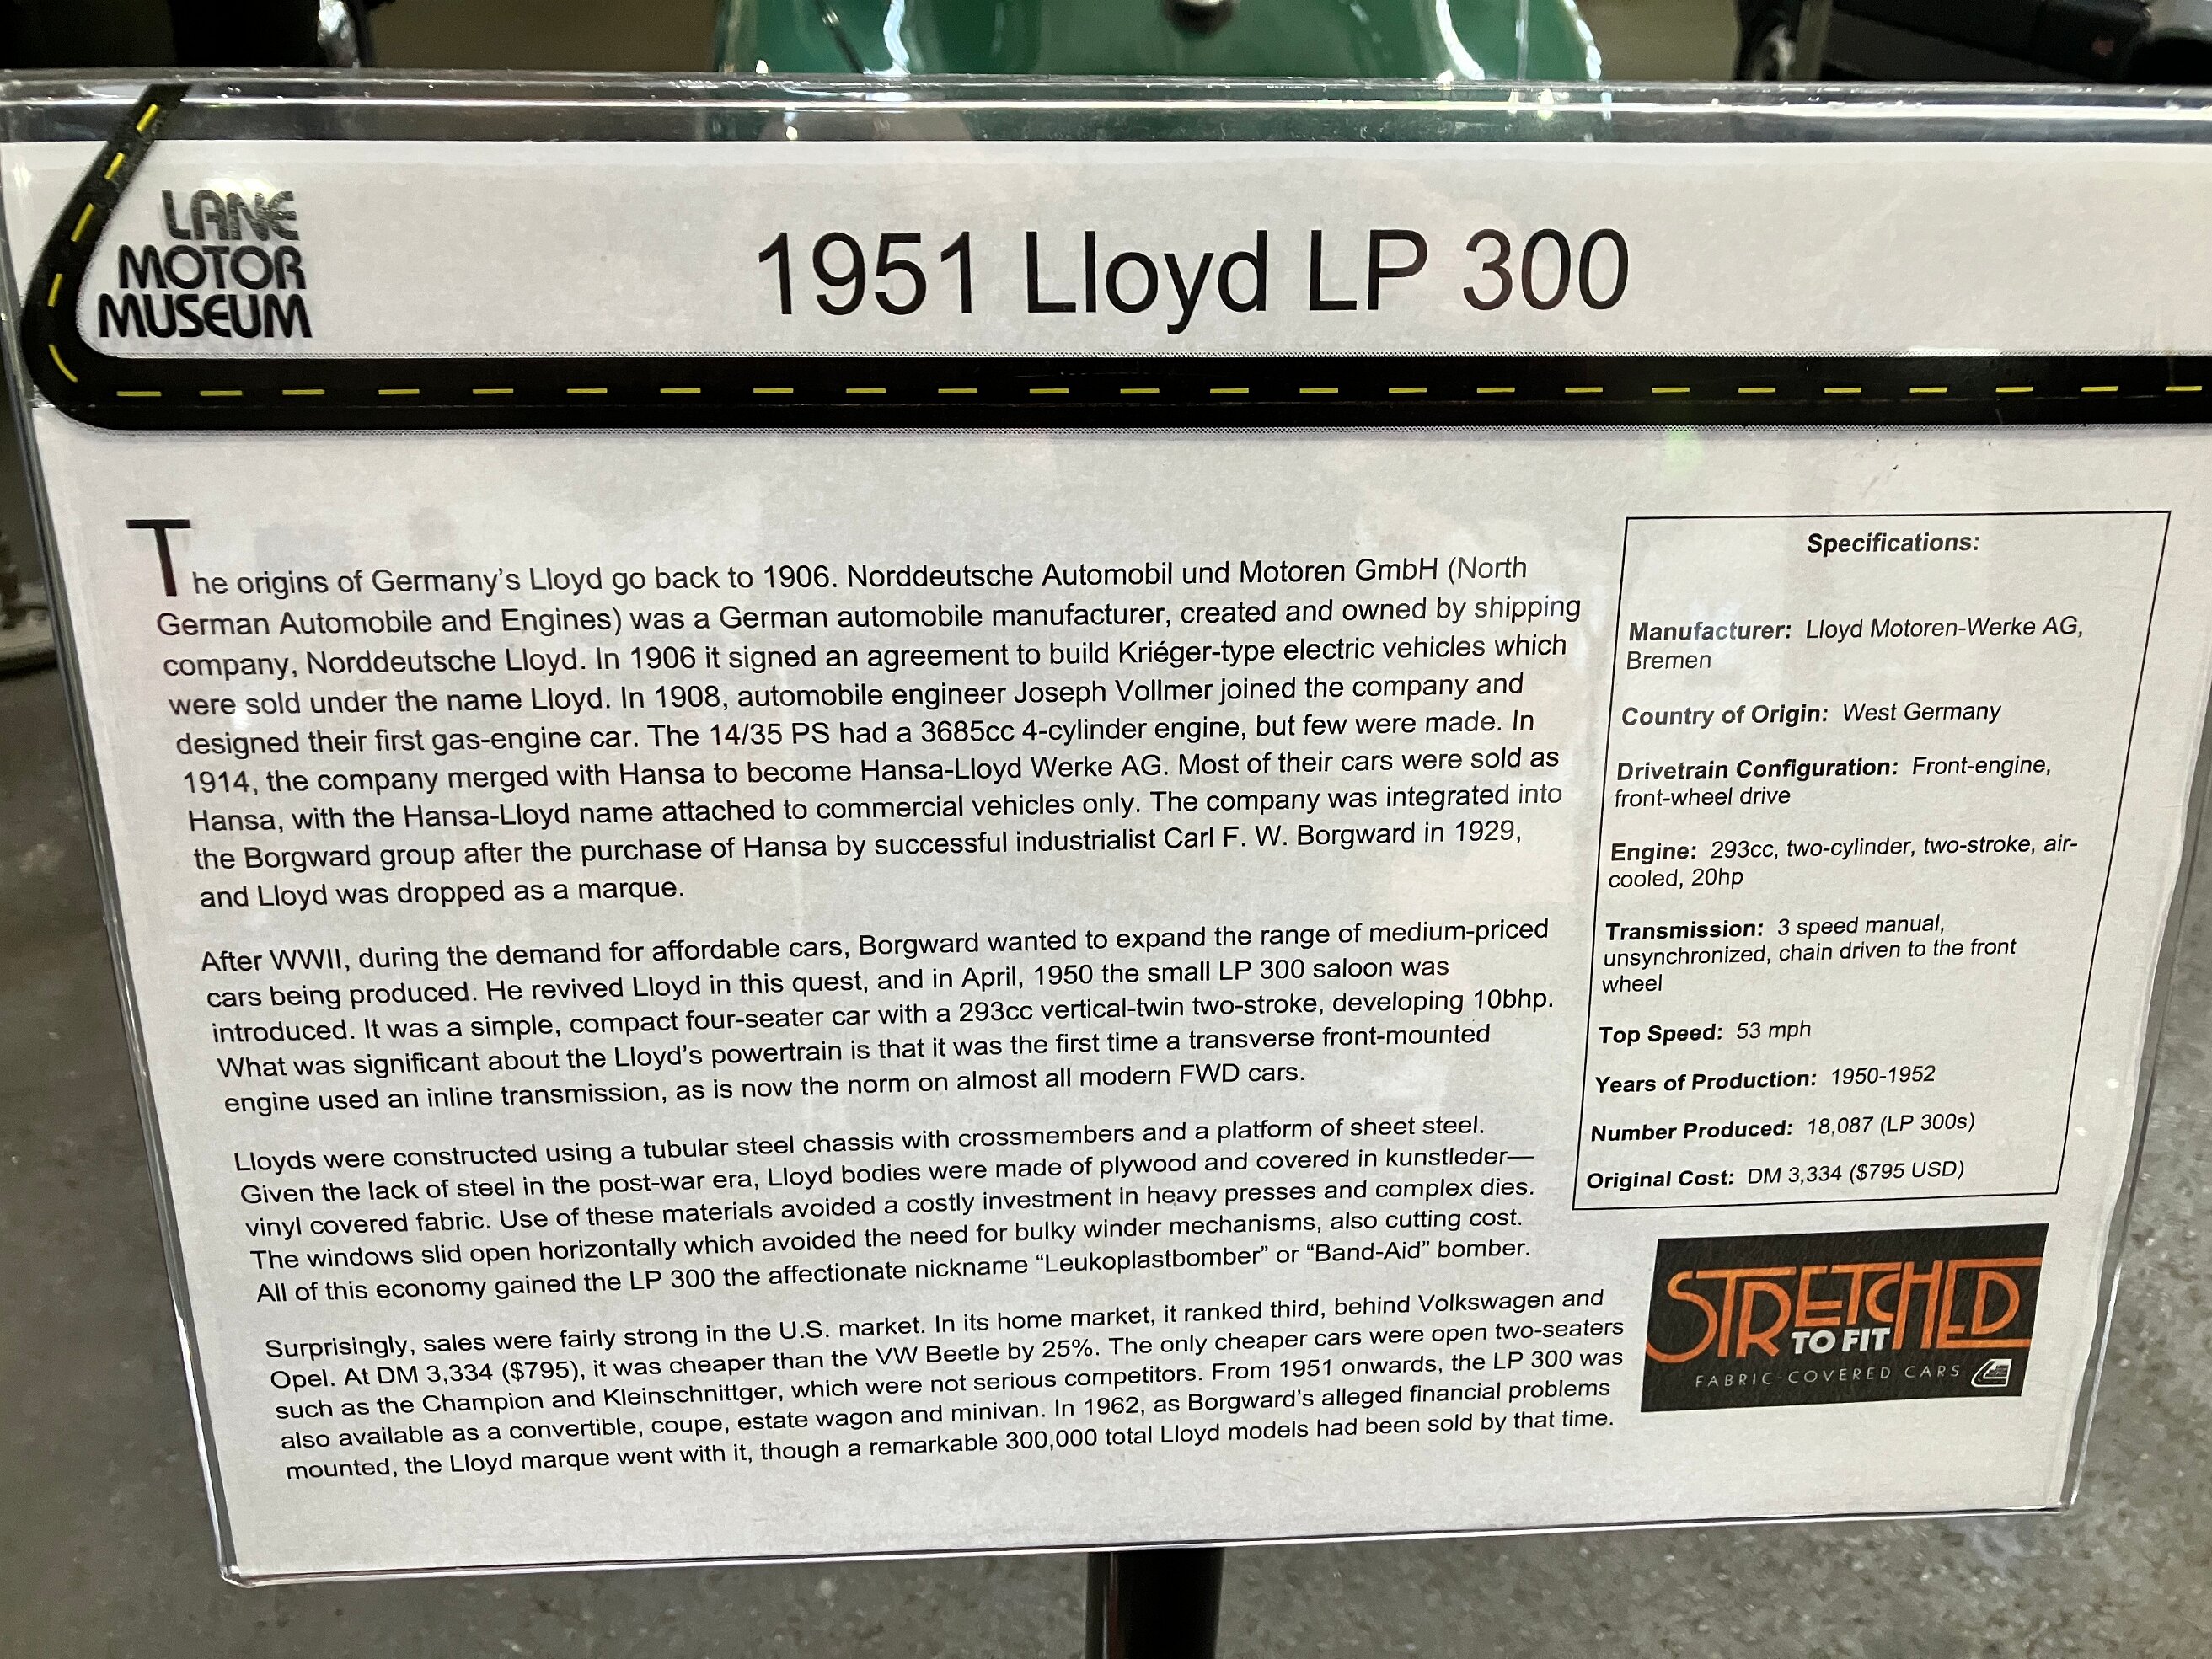 LANE
MOTOR
MUSEUM
1951 Lloyd LP 300
The origins of Germany's Lloyd go back to 1906. Norddeutsche Automobil und Motoren GmbH (North
German Automobile and Engines) was a German automobile manufacturer, created and owned by shipping
company, Norddeutsche Lloyd. In 1906 it signed an agreement to build Kriéger-type electric vehicles which
were sold under the name Lloyd. In 1908, automobile engineer Joseph Vollmer joined the company and
designed their first gas-engine car. The 14/35 PS had a 3685cc 4-cylinder engine, but few were made. In
1914, the company merged with Hansa to become Hansa-Lloyd Werke AG. Most of their cars were sold as
Hansa, with the Hansa-Lloyd name attached to commercial vehicles only. The company was integrated into
the Borgward group after the purchase of Hansa by successful industrialist Carl F. W. Borgward in 1929,
and Lloyd was dropped as a marque.
After WWII, during the demand for affordable cars, Borgward wanted to expand the range of medium-priced
cars being produced. He revived Lloyd in this quest, and in April, 1950 the small LP 300 saloon was
introduced. It was a simple, compact four-seater car with a 293cc vertical-twin two-stroke, developing 10bhp.
What was significant about the Lloyd's powertrain is that it was the first time a transverse front-mounted
engine used an inline transmission, as is now the norm on almost all modern FWD cars.
Lloyds were constructed using a tubular steel chassis with crossmembers and a platform of sheet steel.
Given the lack of steel in the post-war era, Lloyd bodies were made of plywood and covered in kunstleder—
vinyl covered fabric. Use of these materials avoided a costly investment in heavy presses and complex dies.
The windows slid open horizontally which avoided the need for bulky winder mechanisms, also cutting cost.
All of this economy gained the LP 300 the affectionate nickname “Leukoplastbomber” or “Band-Aid” bomber.
Surprisingly, sales were fairly strong in the U.S. market. In its home market, it ranked third, behind Volkswagen and
Opel. At DM 3,334 ($795), it was cheaper than the VW Beetle by 25%. The only cheaper cars were open two-seaters
such as the Champion and Kleinschnittger, which were not serious competitors. From 1951 onwards, the LP 300 was
also available as a convertible, coupe, estate wagon and minivan. In 1962, as Borgward's alleged financial problems
mounted, the Lloyd marque went with it, though a remarkable 300,000 total Lloyd models had been sold by that time.
Specifications:
Manufacturer: Lloyd Motoren-Werke AG,
Bremen
Country of Origin: West Germany
Drivetrain Configuration: Front-engine,
front-wheel drive
Engine: 293cc, two-cylinder, two-stroke, air-
cooled, 20hp
Transmission: 3 speed manual,
unsynchronized, chain driven to the front
wheel
Top Speed: 53 mph
Years of Production: 1950-1952
Number Produced: 18,087 (LP 300s)
Original Cost: DM 3,334 ($795 USD)
STRETCHED
TO FIT
FABRIC-COVERED CARS